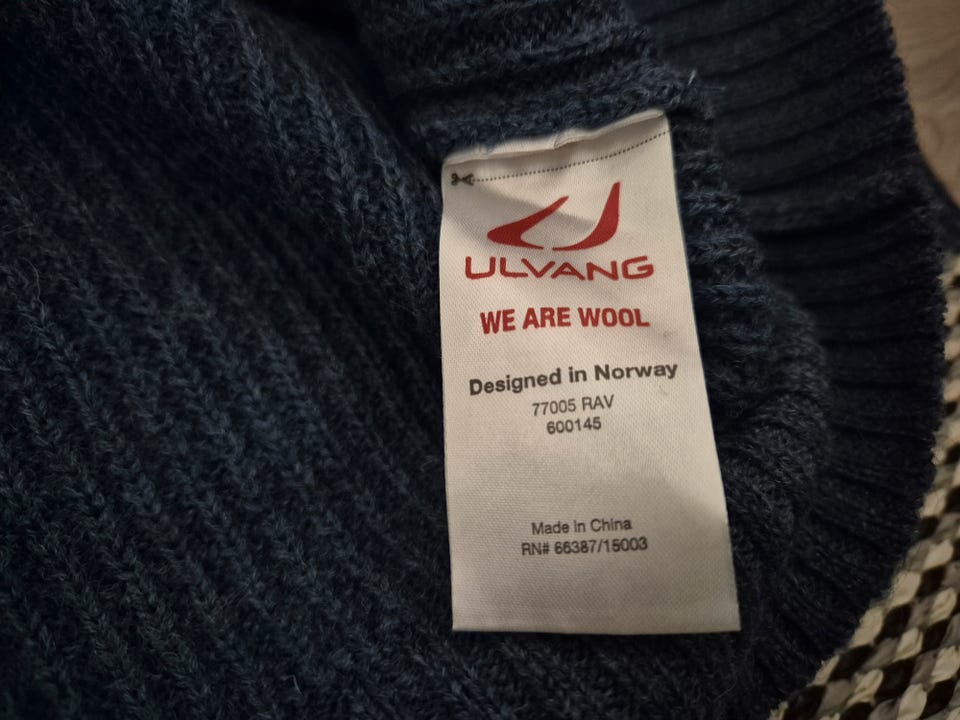 ULVANG
WE ARE WOOL
Designed in Norway
77005 RAV
600145
Made in China
RN# 66387/15003